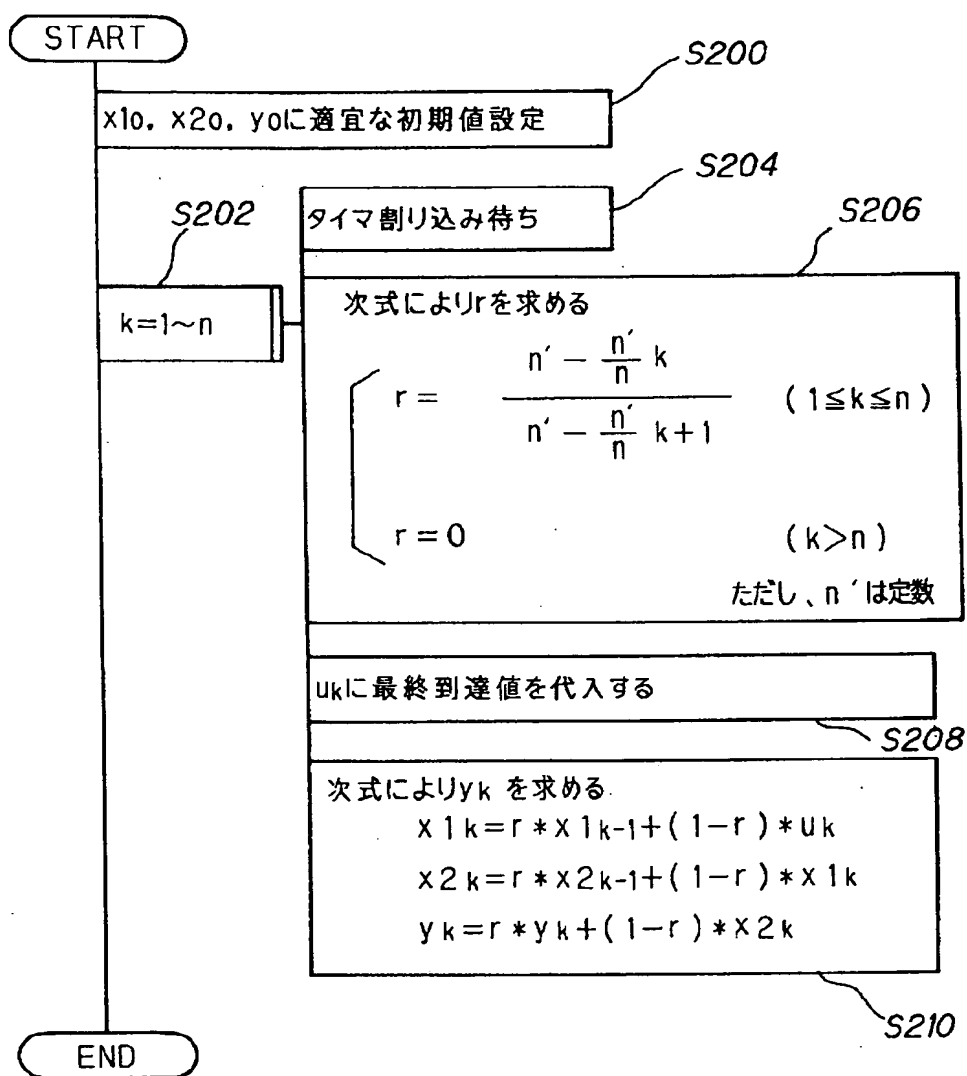 START
S200
x1₀, x2₀, y₀に適宜な初期値設定
S204
タイマ割り込み待ち
S202
k=1~n
S206
次式によりrを求める
r = (n′ - n′/n k) / (n′ - n′/n k+1) (1≦k≦n)
r = 0 (k>n)
ただし、n′は定数
ukに最終到達値を代入する
S208
次式によりykを求める
x1k=r*x1k-1+(1-r)*uk
x2k=r*x2k-1+(1-r)*x1k
yk=r*yk+(1-r)*x2k
S210
END